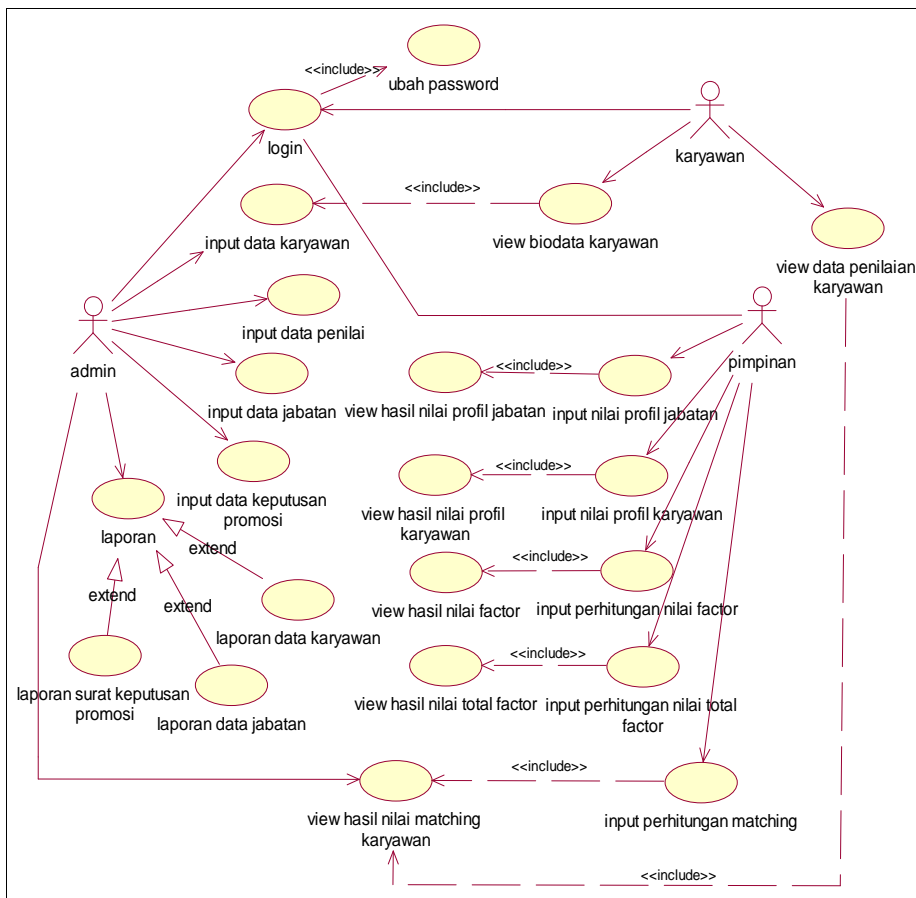 <<include>>
ubah password
login
karyawan
<<include>>
input data karyawan
view biodata karyawan
view data penilaian
karyawan
input data penilai
admin
pimpinan
<<include>>
input data jabatan
view hasil nilai profil jabatan
input nilai profil jabatan
<<include>>
input data keputusan
promosi
view hasil nilai profil
karyawan
input nilai profil karyawan
laporan
extend
<<include>>
view hasil nilai factor
input perhitungan nilai factor
extend
extend
laporan data karyawan
<<include>>
laporan surat keputusan
promosi
laporan data jabatan
view hasil nilai total factor
input perhitungan nilai total
factor
<<include>>
view hasil nilai matching
karyawan
input perhitungan matching
<<include>>